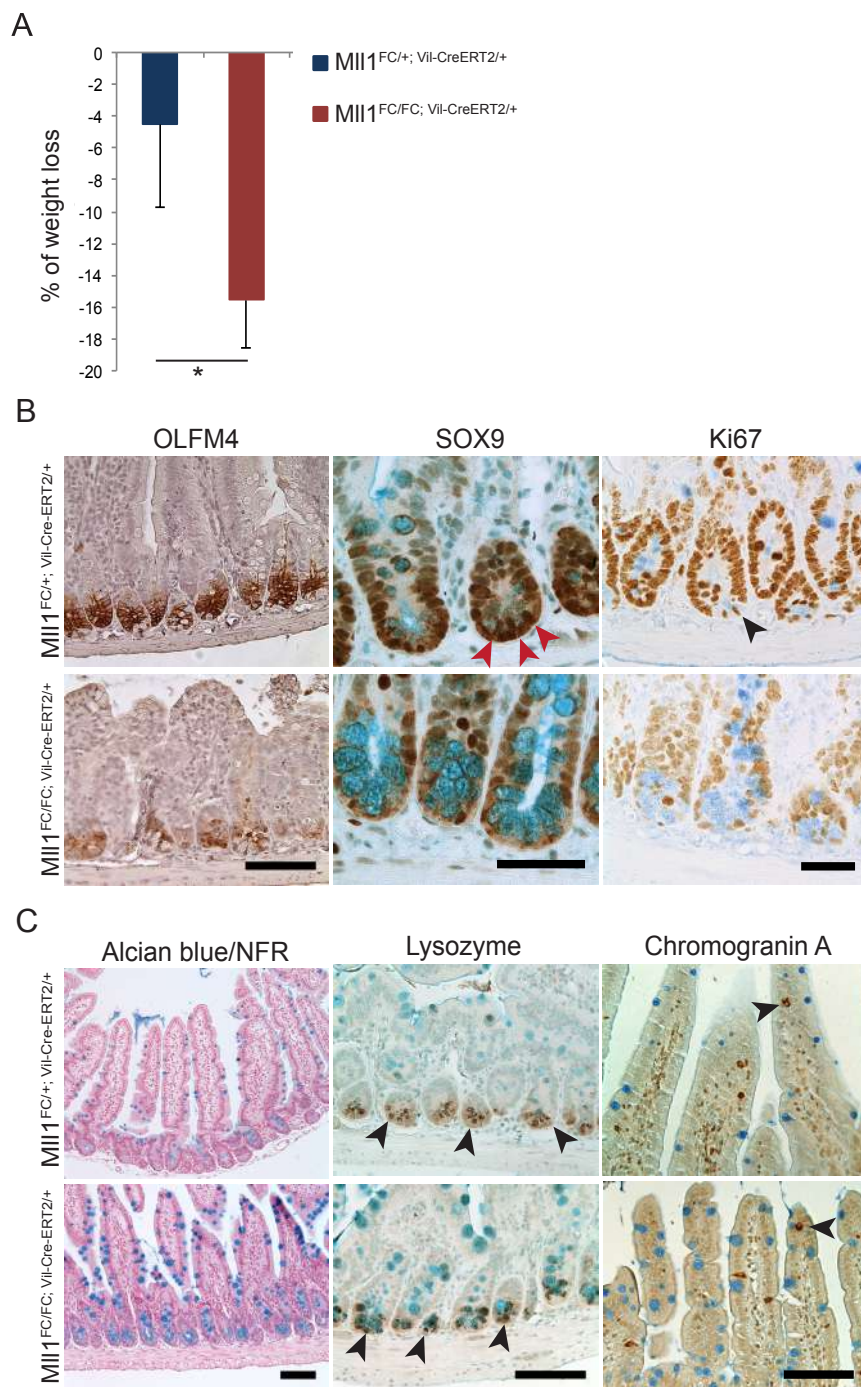 A
0
-2
-4
-6
-8
-10
-12
-14
-16
-18
-20
% of weight loss
*
Mll1FC/+; Vil-CreERT2/+
Mll1FC/FC; Vil-CreERT2/+
B
OLFM4 SOX9 Ki67
Mll1FC/+; Vil-Cre-ERT2/+
Mll1FC/FC; Vil-Cre-ERT2/+
C
Alcian blue/NFR Lysozyme Chromogranin A
Mll1FC/+; Vil-Cre-ERT2/+
Mll1FC/FC; Vil-Cre-ERT2/+